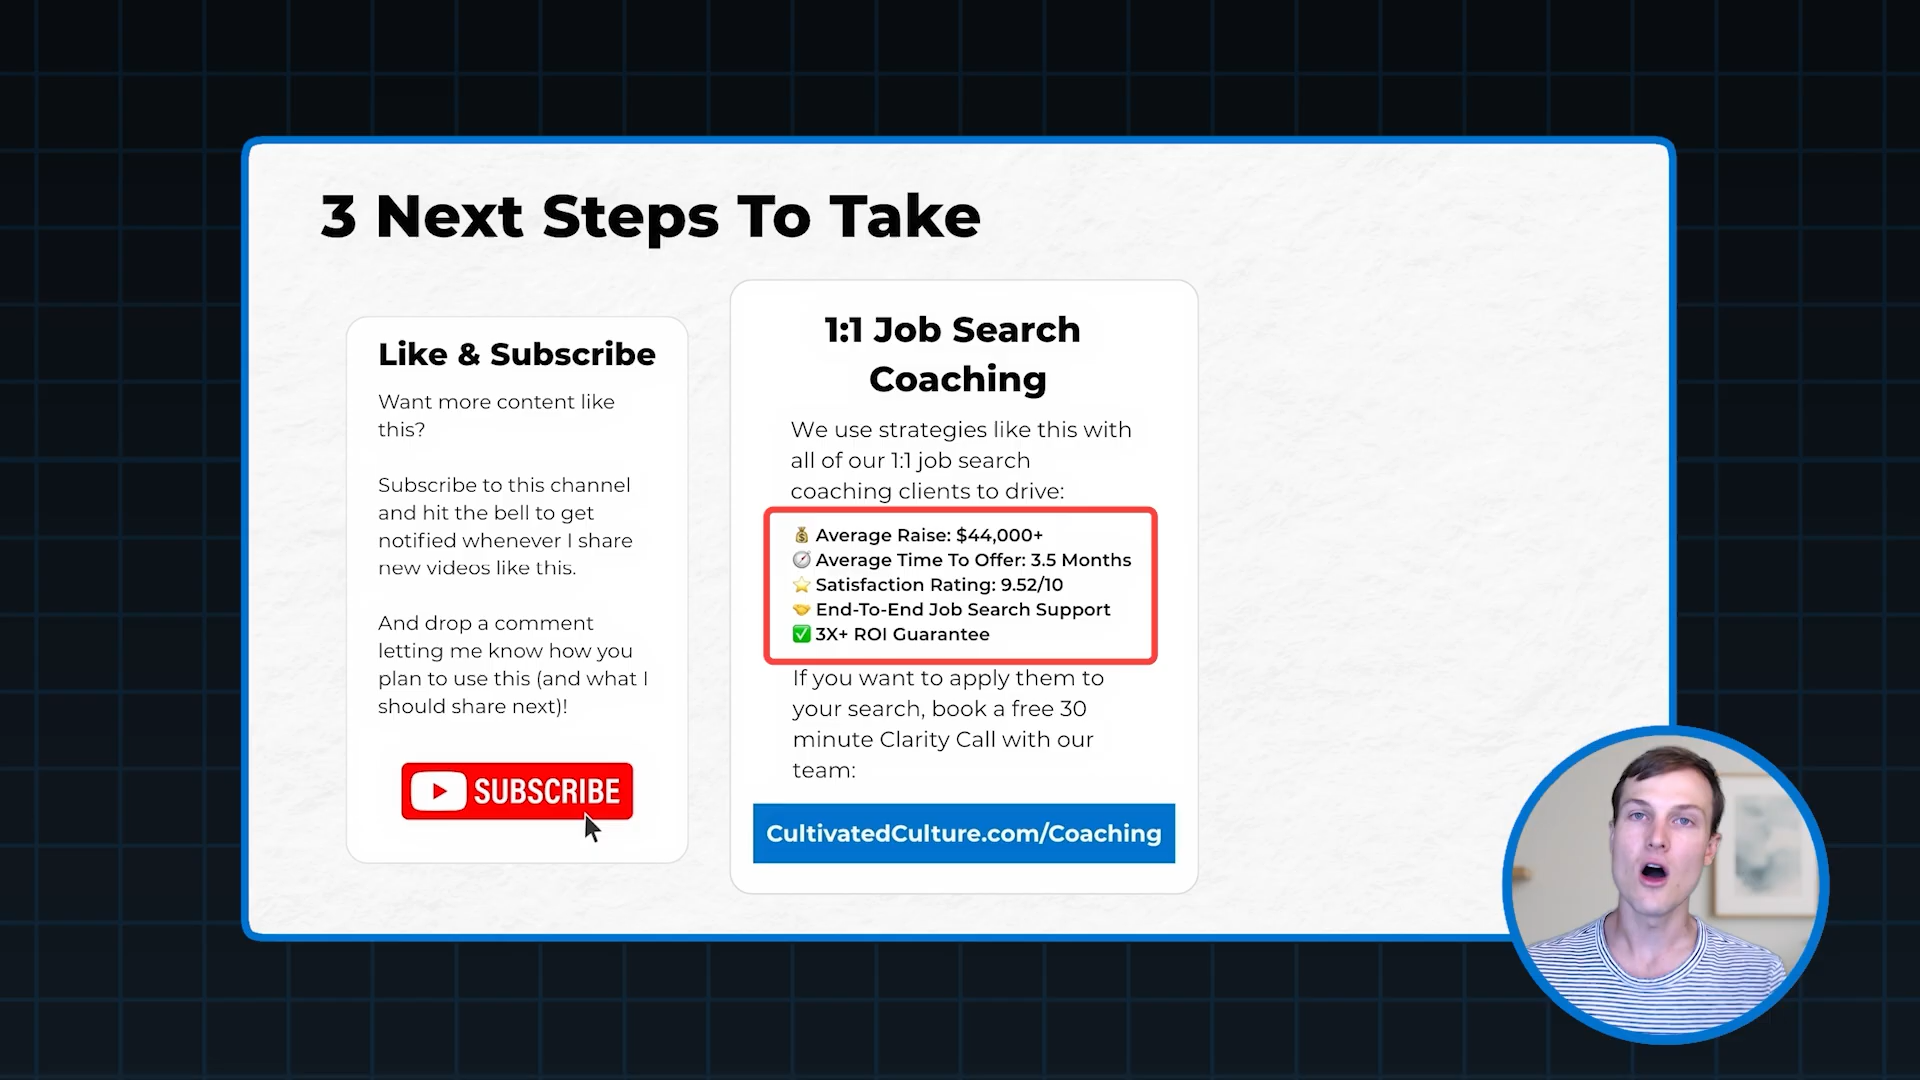 3 Next Steps To Take
Like & Subscribe
Want more content like
this?
Subscribe to this channel
and hit the bell to get
notified whenever I share
new videos like this.
And drop a comment
letting me know how you
plan to use this (and what I
should share next)!
SUBSCRIBE
1:1 Job Search
Coaching
We use strategies like this with
all of our 1:1 job search
coaching clients to drive:
💰 Average Raise: $44,000+
⏱️ Average Time To Offer: 3.5 Months
⭐ Satisfaction Rating: 9.52/10
🤝 End-To-End Job Search Support
✅ 3X+ ROI Guarantee
If you want to apply them to
your search, book a free 30
minute Clarity Call with our
team:
CultivatedCulture.com/Coaching